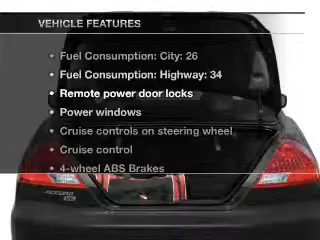 VEHICLE FEATURES
• Fuel Consumption: City: 26
• Fuel Consumption: Highway: 34
• Remote power door locks
• Power windows
• Cruise controls on steering wheel
• Cruise control
• 4-wheel ABS Brakes
ACCORD